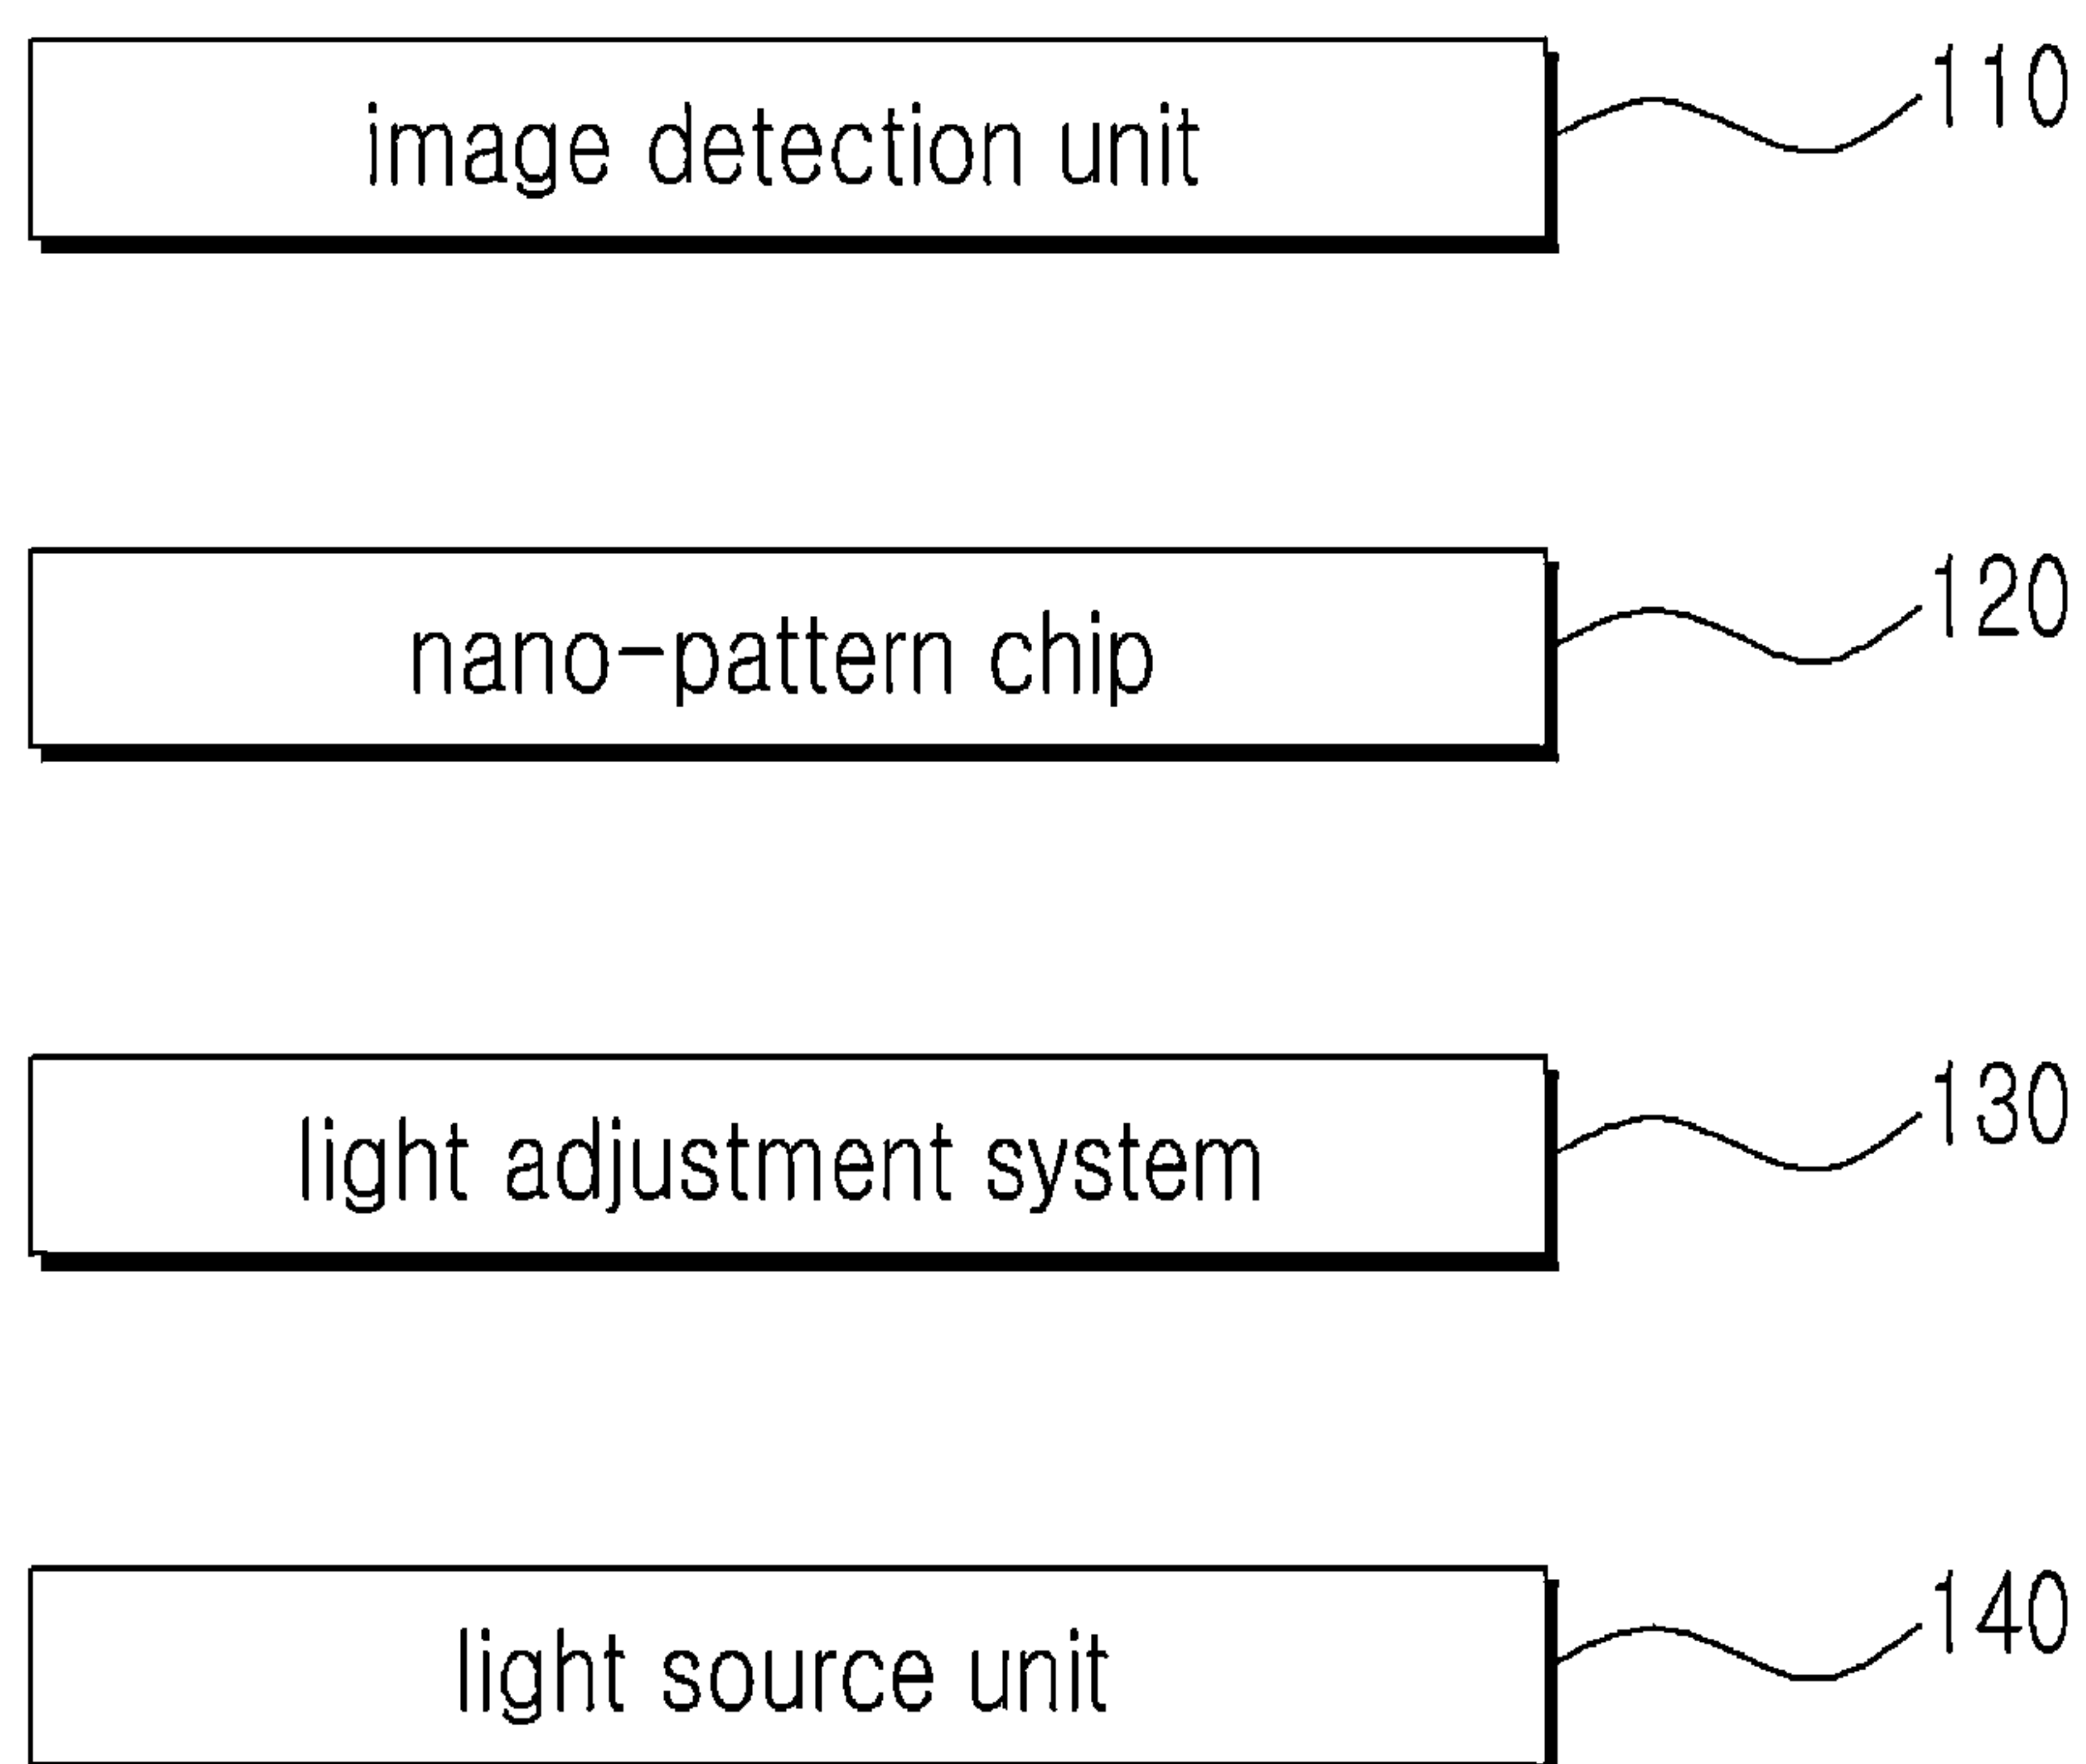 image detection unit 110
nano-pattern chip 120
light adjustment system 130
light source unit 140